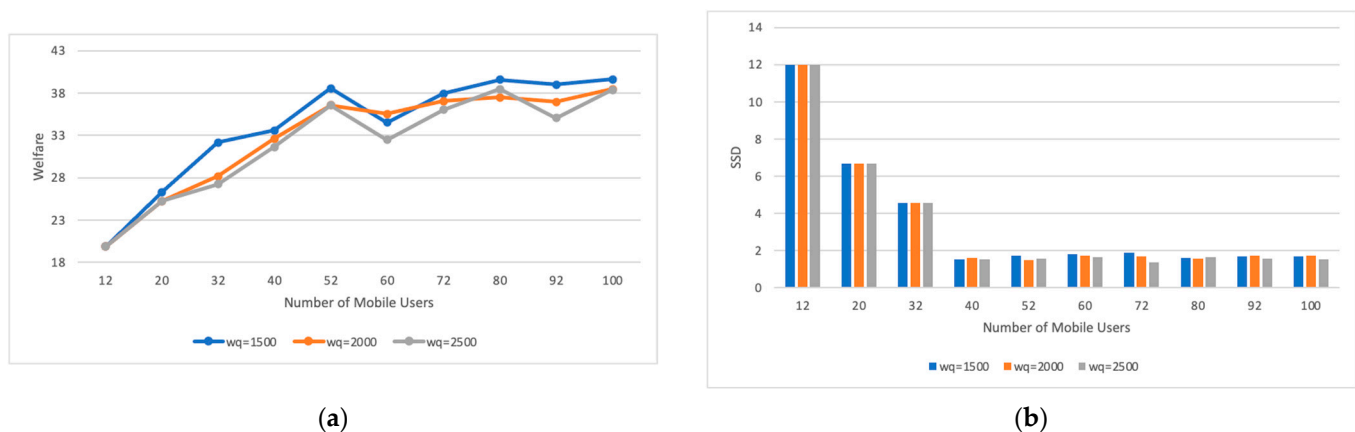 43
38
33
28
23
18
Welfare
12 20 32 40 52 60 72 80 92 100
Number of Mobile Users
wq=1500 wq=2000 wq=2500
(a)
14
12
10
8
6
4
2
0
SSD
12 20 32 40 52 60 72 80 92 100
Number of Mobile Users
wq=1500 wq=2000 wq=2500
(b)